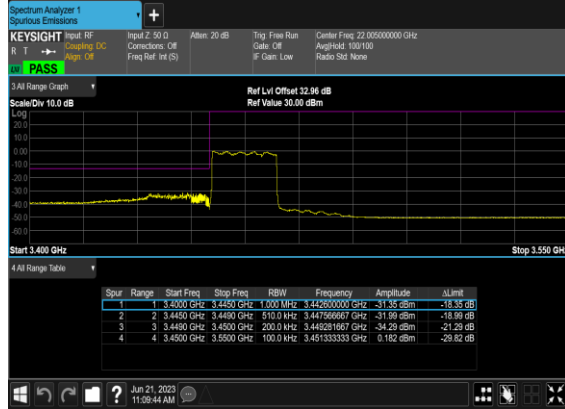 Spectrum Analyzer 1
Spurious Emissions
KEYSIGHT Input: RF Input Z: 50 Ω Atten: 20 dB Trig: Free Run Center Freq: 22.005000000 GHz
R T Coupling: DC Corrections: Off Gate: Off Avg|Hold: 100/100
Align: Off Freq Ref: Int (S) IF Gain: Low Radio Std: None
PASS
3 All Range Graph
Ref Lvl Offset 32.96 dB
Scale/Div 10.0 dB Ref Value 30.00 dBm
Log
20.0
10.0
0.00
-10.0
-20.0
-30.0
-40.0
-50.0
-60.0
Start 3.400 GHz Stop 3.550 GHz
4 All Range Table
Spur Range Start Freq Stop Freq RBW Frequency Amplitude ΔLimit
1 1 3.4000 GHz 3.4450 GHz 1.000 MHz 3.442600000 GHz -31.35 dBm -18.35 dB
2 2 3.4450 GHz 3.4490 GHz 510.0 kHz 3.447566667 GHz -31.99 dBm -18.99 dB
3 3 3.4490 GHz 3.4500 GHz 200.0 kHz 3.449281667 GHz -34.29 dBm -21.29 dB
4 4 3.4500 GHz 3.5500 GHz 100.0 kHz 3.451333333 GHz 0.182 dBm -29.82 dB
? Jun 21, 2023
11:09:44 AM